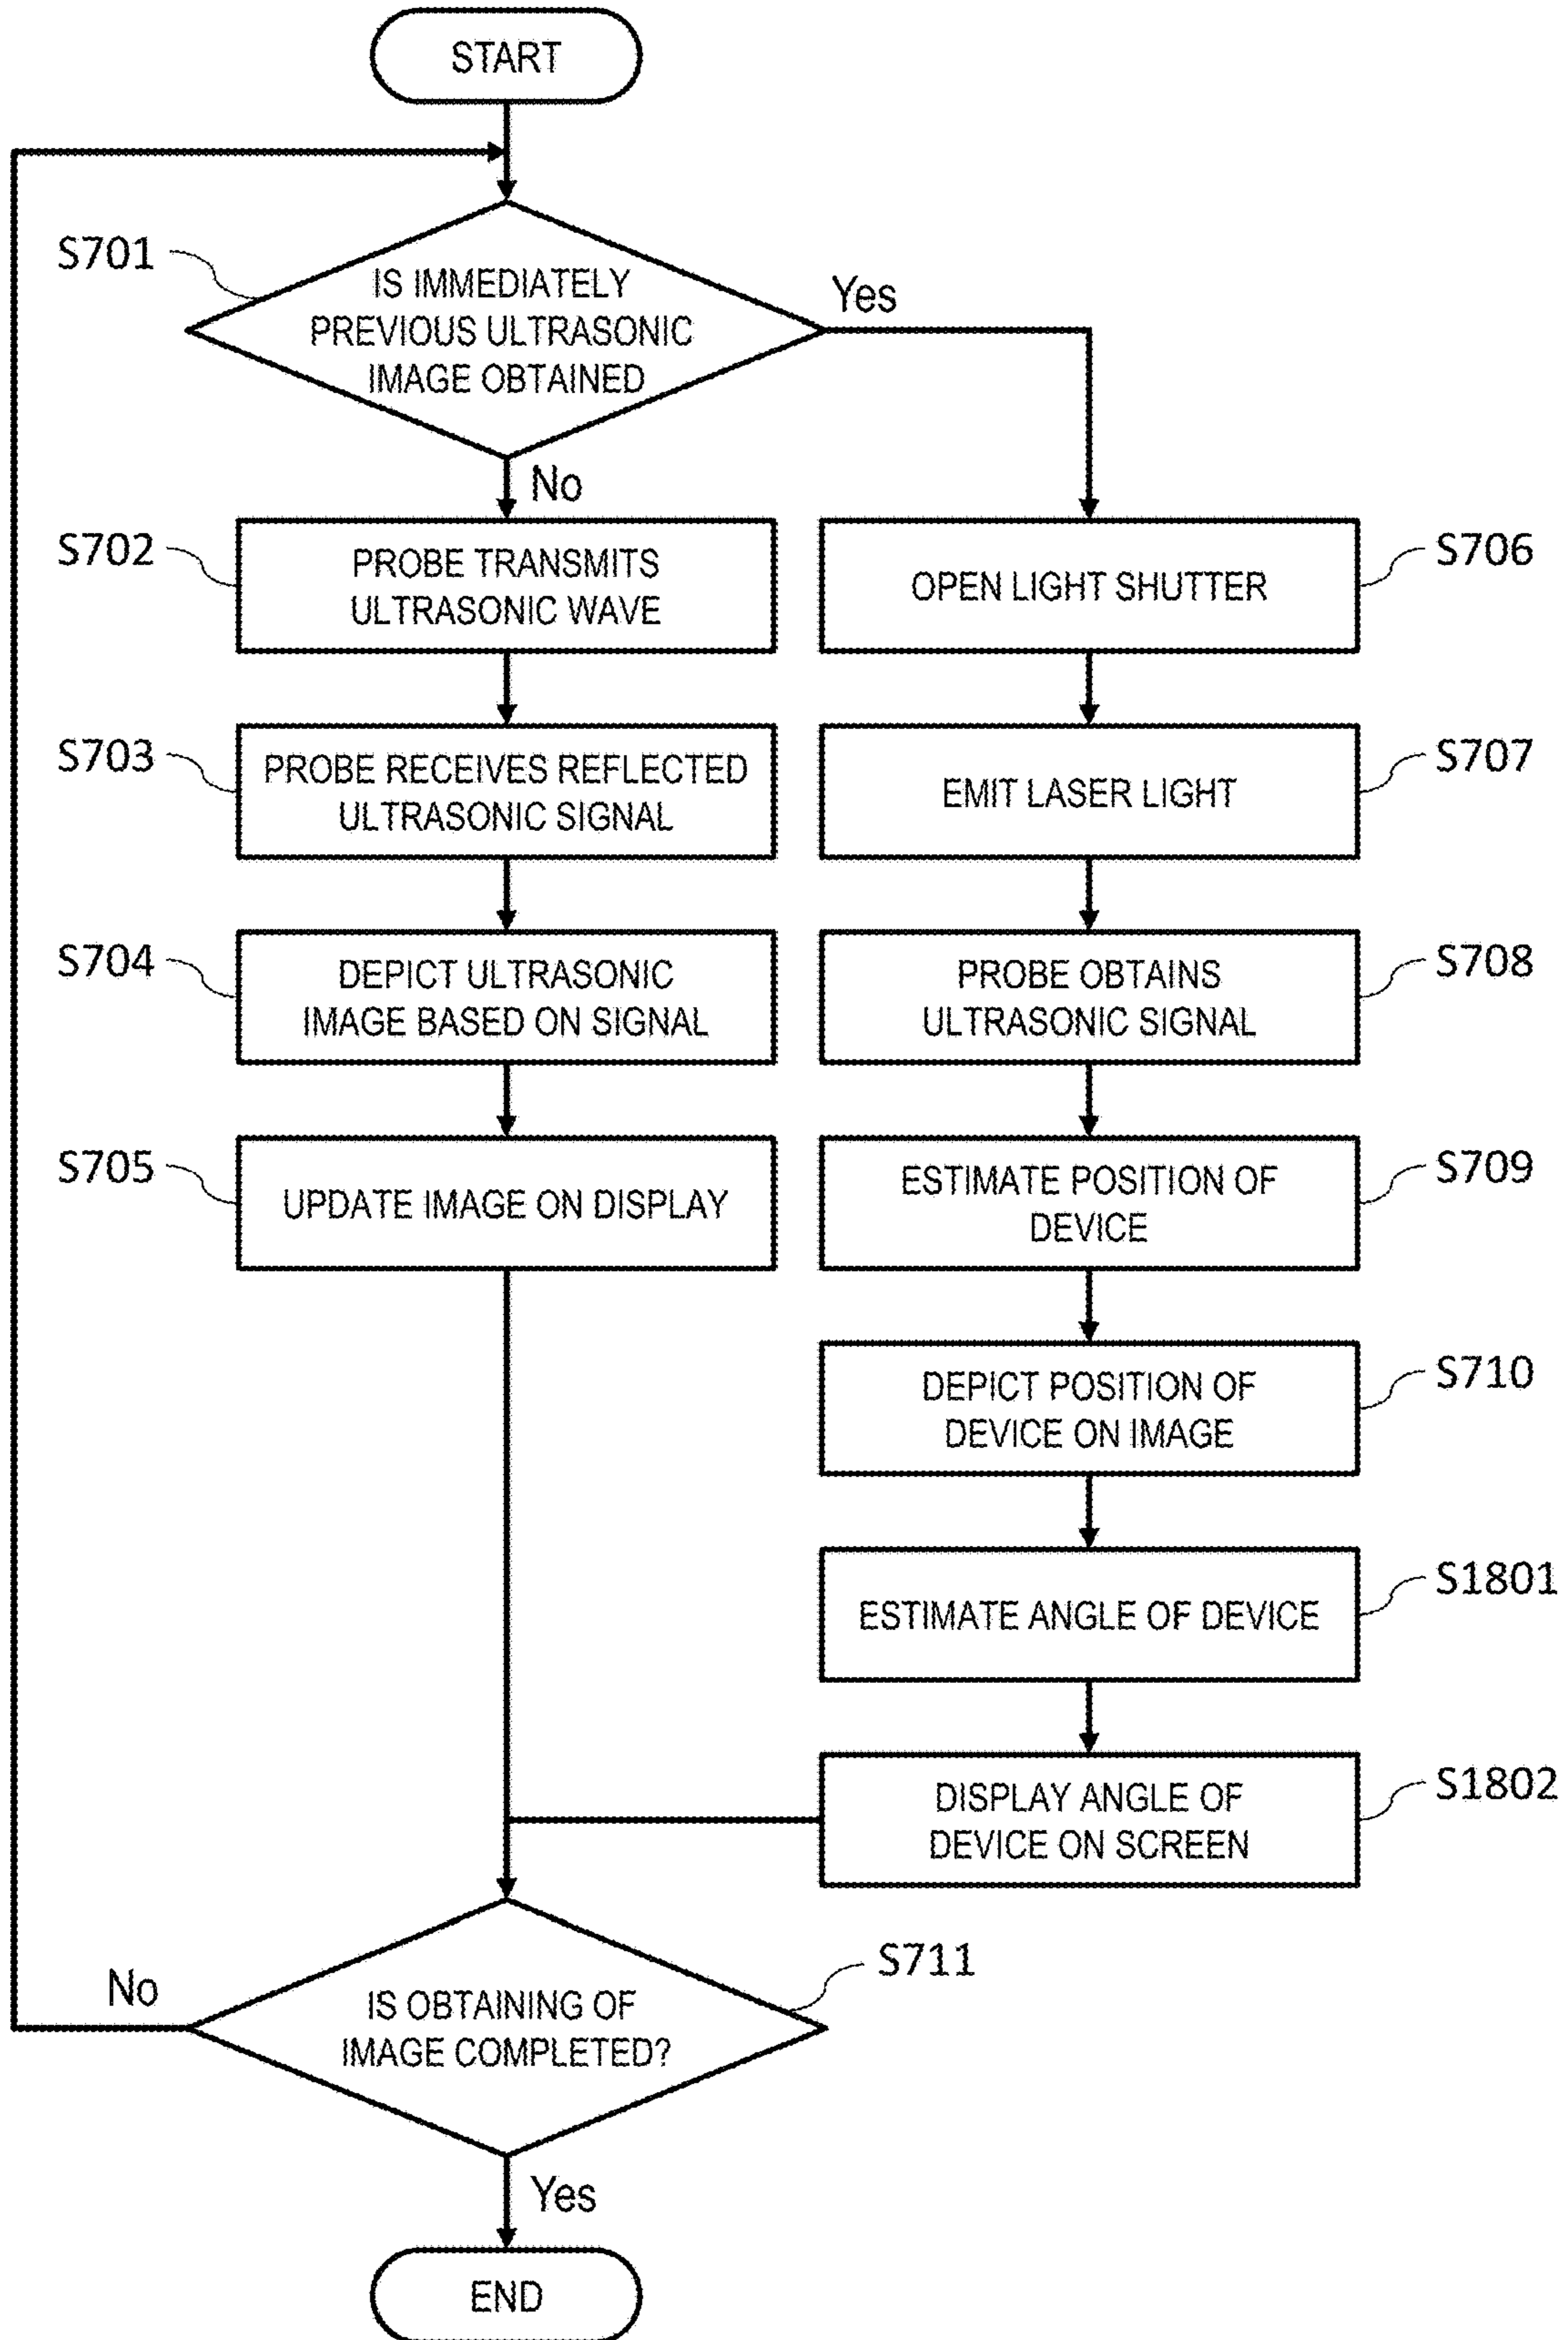 START
S701
IS IMMEDIATELY
PREVIOUS ULTRASONIC
IMAGE OBTAINED
Yes
No
S702
PROBE TRANSMITS
ULTRASONIC WAVE
S703
PROBE RECEIVES REFLECTED
ULTRASONIC SIGNAL
S704
DEPICT ULTRASONIC
IMAGE BASED ON SIGNAL
S705
UPDATE IMAGE ON DISPLAY
OPEN LIGHT SHUTTER
S706
EMIT LASER LIGHT
S707
PROBE OBTAINS
ULTRASONIC SIGNAL
S708
ESTIMATE POSITION OF
DEVICE
S709
DEPICT POSITION OF
DEVICE ON IMAGE
S710
ESTIMATE ANGLE OF DEVICE
S1801
DISPLAY ANGLE OF
DEVICE ON SCREEN
S1802
S711
IS OBTAINING OF
IMAGE COMPLETED?
No
Yes
END